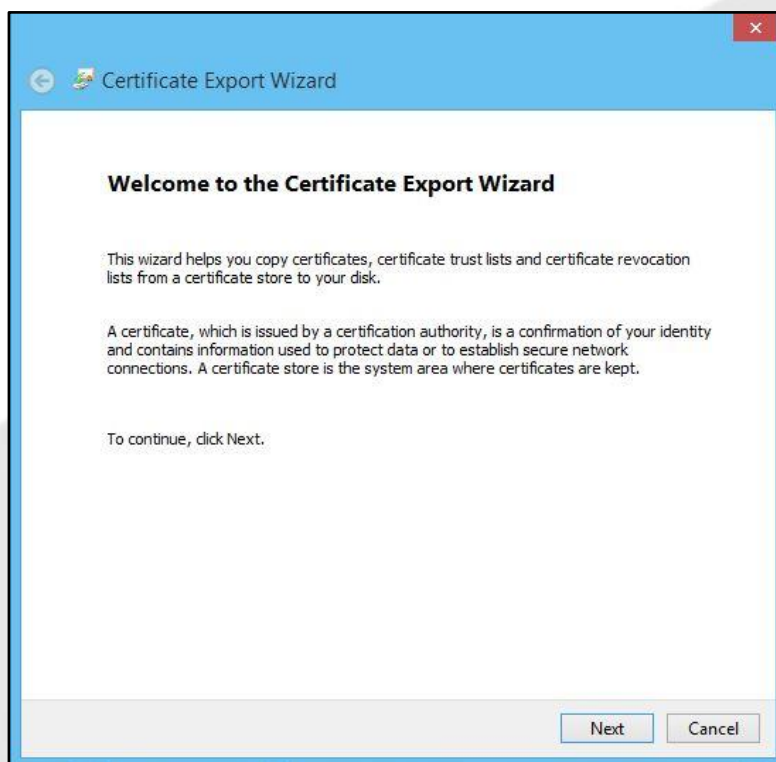 Certificate Export Wizard
Welcome to the Certificate Export Wizard
This wizard helps you copy certificates, certificate trust lists and certificate revocation
lists from a certificate store to your disk.
A certificate, which is issued by a certification authority, is a confirmation of your identity
and contains information used to protect data or to establish secure network
connections. A certificate store is the system area where certificates are kept.
To continue, click Next.
Next Cancel